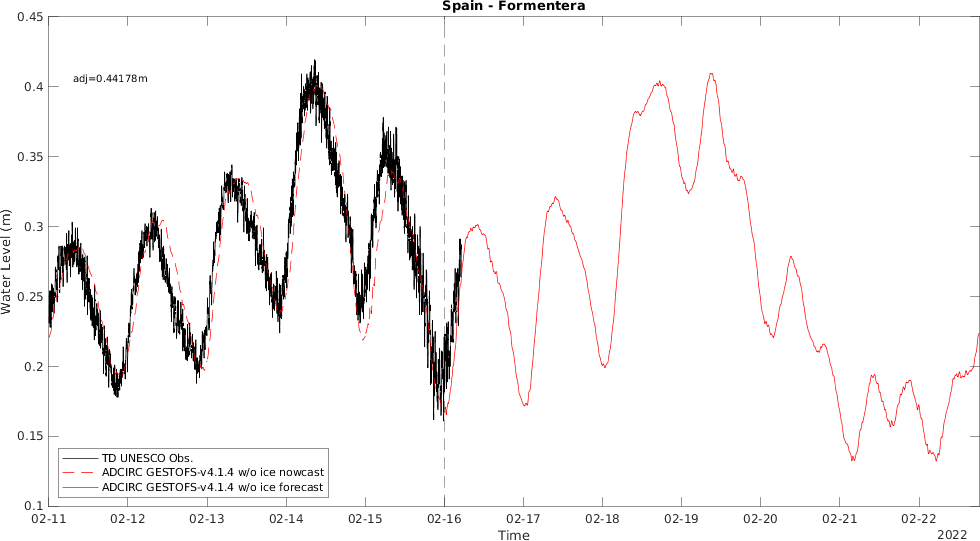 Spain - Formentera
0.45
0.4
0.35
0.3
0.25
0.2
0.15
0.1
Water Level (m)
adj=0.44178m
TD UNESCO Obs.
ADCIRC GESTOFS-v4.1.4 w/o ice nowcast
ADCIRC GESTOFS-v4.1.4 w/o ice forecast
02-11 02-12 02-13 02-14 02-15 02-16 02-17 02-18 02-19 02-20 02-21 02-22
Time
2022